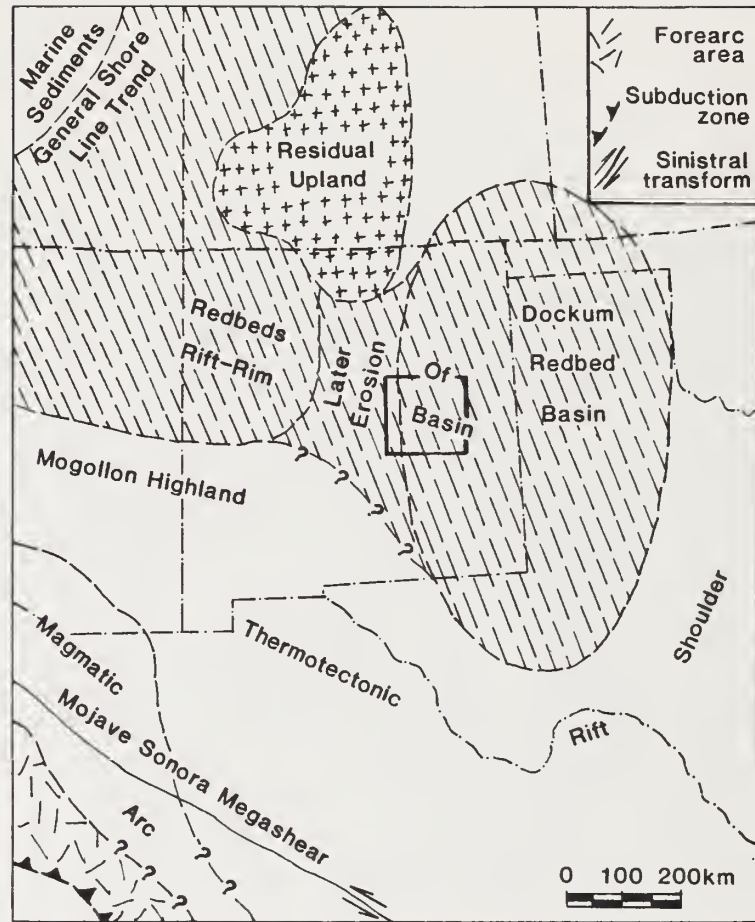 Marine
Sediments
General Shore
Line Trend
Residual
Upland
Forearc
area
Subduction
zone
Sinistral
transform
Redbeds
Rift-Rim
Later
Erosion
Of
Basin
Dockum
Redbed
Basin
Mogollon Highland
? ? ? ?
Magmatic
Arc
Thermotectonic
Rift
Shoulder
Mojave Sonora Megashear
? ? ?
? ?
0 100 200km